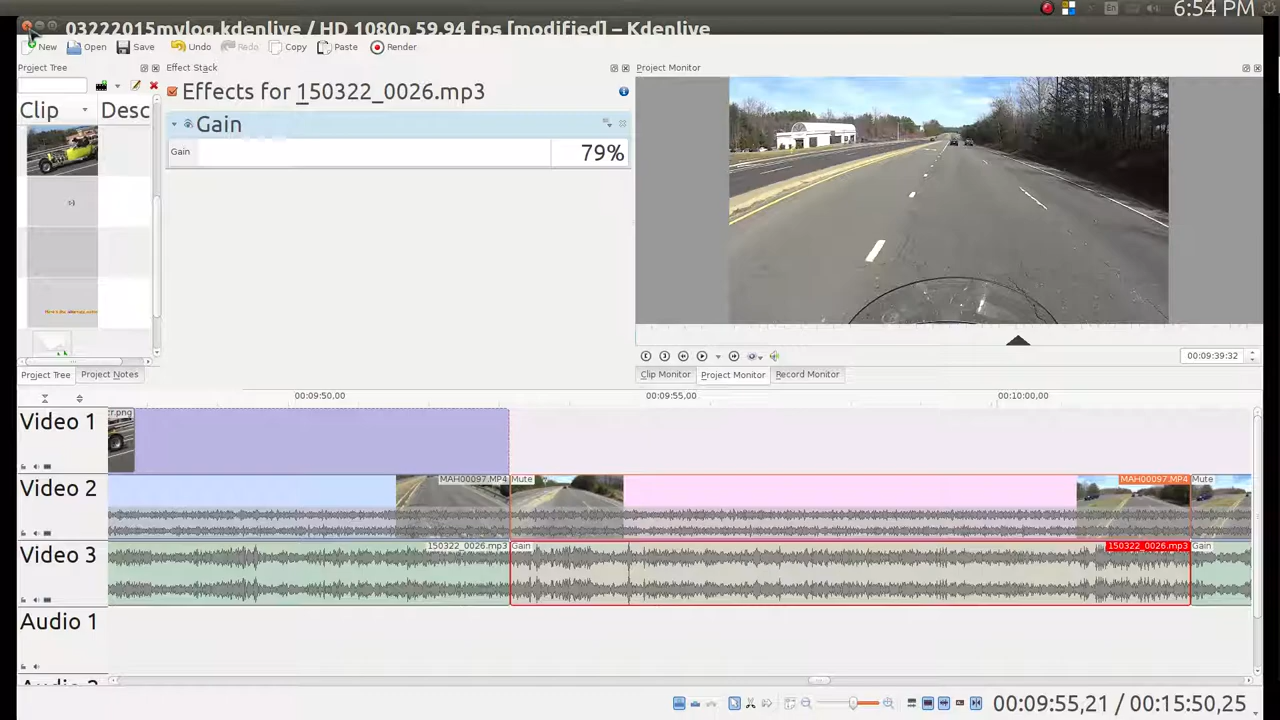 En 6:54 PM
03222015mvlog.kdenlive / HD 1080p 59.94 fps [modified] – Kdenlive
New Open Save Undo Redo Copy Paste Render
Project Tree Effect Stack Project Monitor
Effects for 150322_0026.mp3
Clip Desc
Gain
Gain 79%
00:09:39:32
Project Tree Project Notes Clip Monitor Project Monitor Record Monitor
00:09:50,00 00:09:55,00 00:10:00,00
Video 1
Video 2 MAH00097.MP4 Mute MAH00097.MP4 Mute
Video 3 150322_0026.mp3 Gain 150322_0026.mp3 Gain
Audio 1
00:09:55,21 / 00:15:50,25